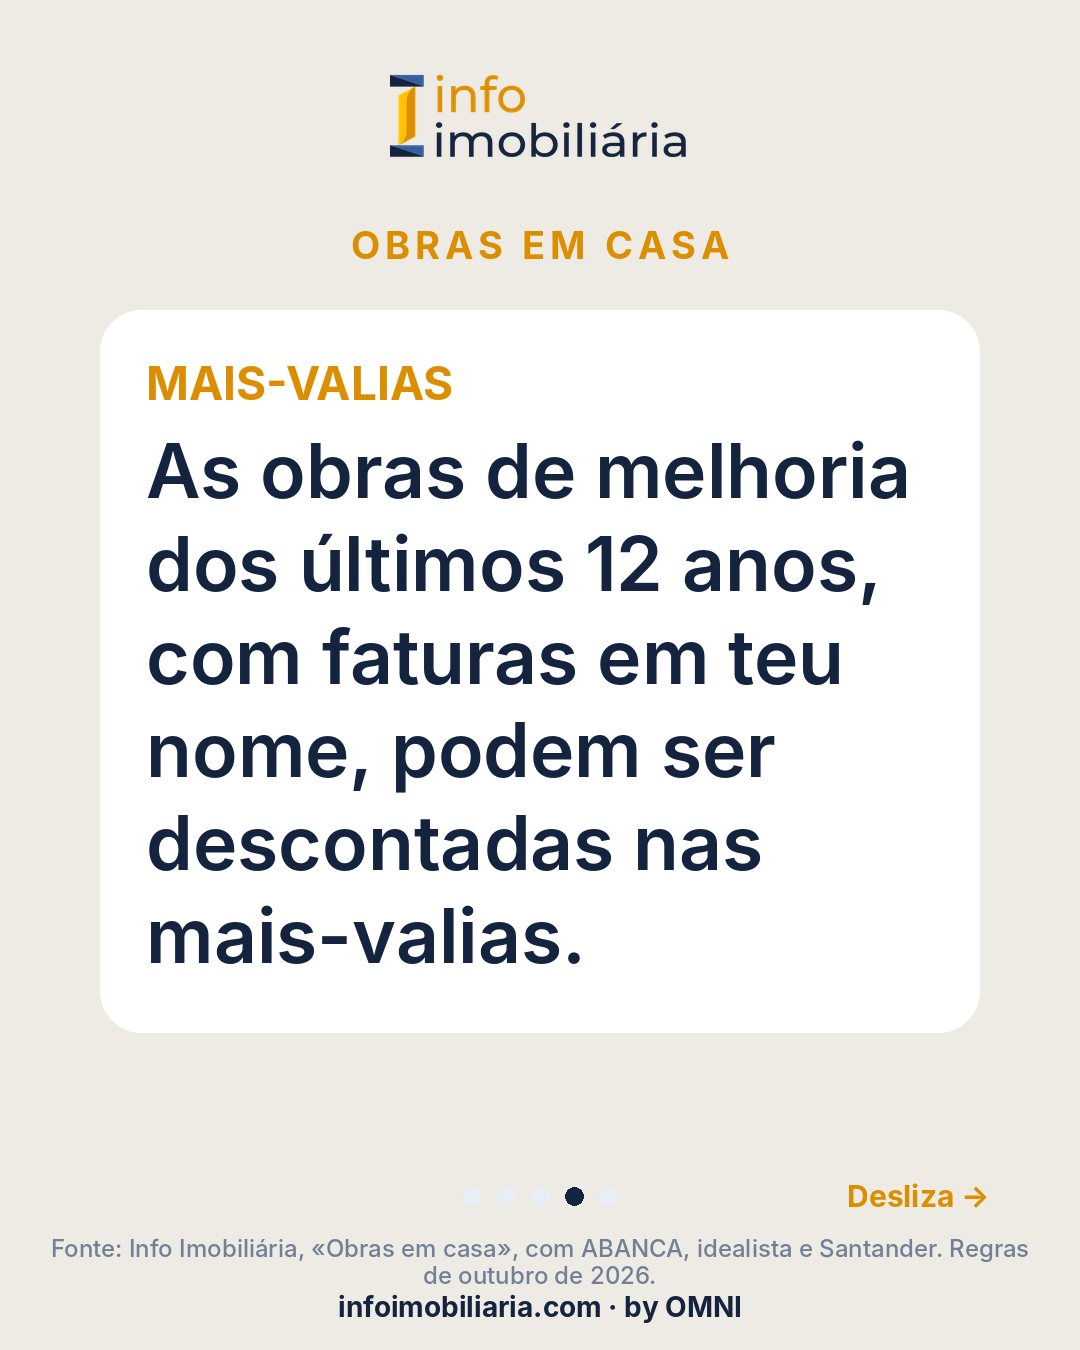 info
imobiliária
OBRAS EM CASA
MAIS-VALIAS
As obras de melhoria
dos últimos 12 anos,
com faturas em teu
nome, podem ser
descontadas nas
mais-valias.
Desliza →
Fonte: Info Imobiliária, «Obras em casa», com ABANCA, idealista e Santander. Regras
de outubro de 2026.
infoimobiliaria.com · by OMNI